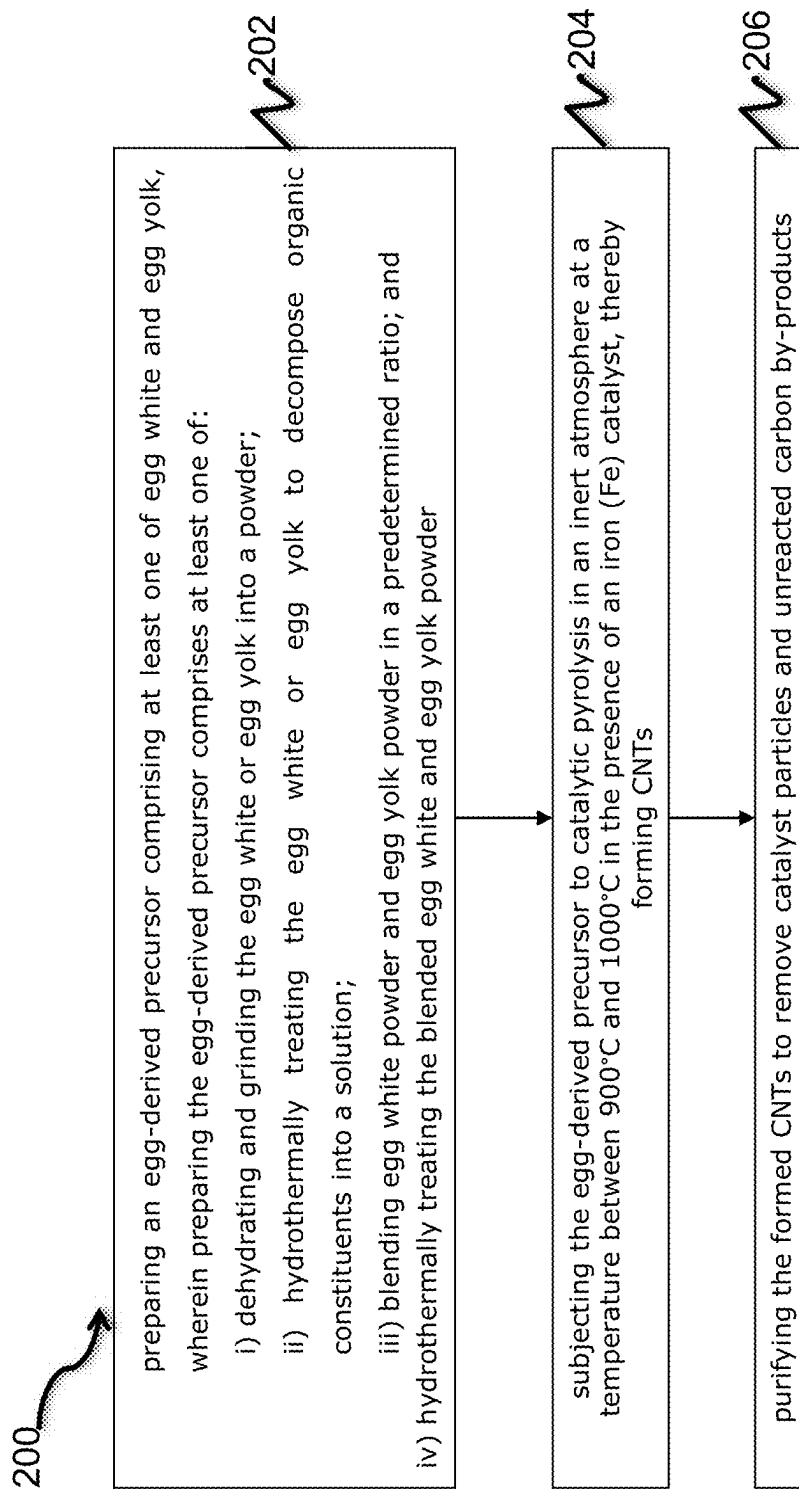 200
preparing an egg-derived precursor comprising at least one of egg white and egg yolk,
wherein preparing the egg-derived precursor comprises at least one of:
i) dehydrating and grinding the egg white or egg yolk into a powder;
ii) hydrothermally treating the egg white or egg yolk to decompose organic
constituents into a solution;
iii) blending egg white powder and egg yolk powder in a predetermined ratio; and
iv) hydrothermally treating the blended egg white and egg yolk powder
202
subjecting the egg-derived precursor to catalytic pyrolysis in an inert atmosphere at a
temperature between 900°C and 1000°C in the presence of an iron (Fe) catalyst, thereby
forming CNTs
204
purifying the formed CNTs to remove catalyst particles and unreacted carbon by-products
206